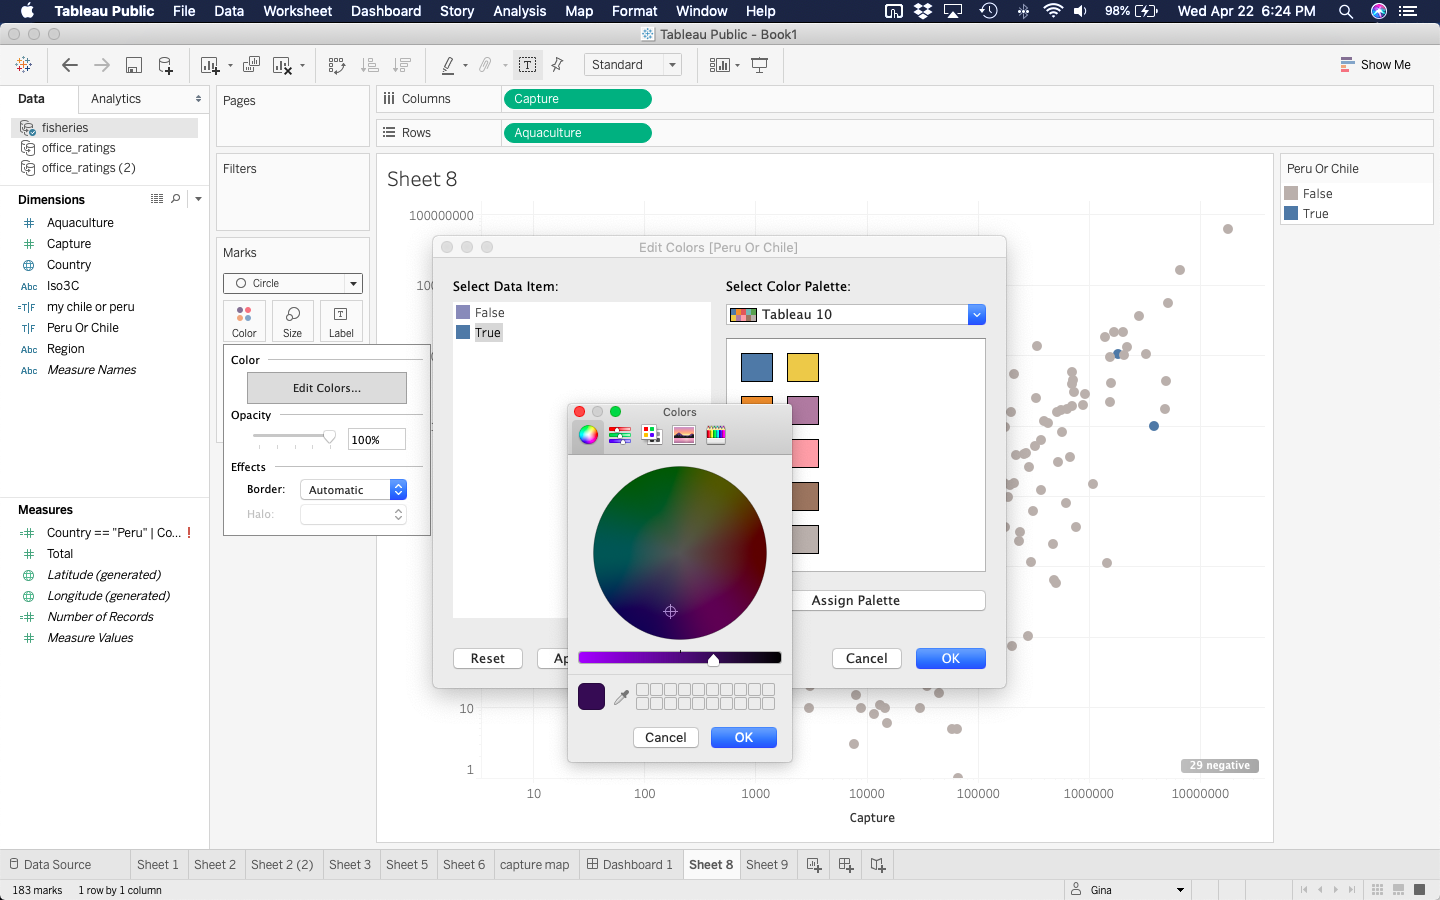 Tableau Public File Data Worksheet Dashboard Story Analysis Map Format Window Help 98% Wed Apr 22 6:24 PM
Tableau Public - Book1
Standard
Show Me
Data Analytics
fisheries
office_ratings
office_ratings (2)
Dimensions
Aquaculture
Capture
Country
Abc Iso3C
=T|F my chile or peru
T|F Peru Or Chile
Abc Region
Abc Measure Names
Measures
Country == "Peru" | Co... !
Total
Latitude (generated)
Longitude (generated)
Number of Records
Measure Values
Pages
Filters
Marks
Circle
Color Size Label
Color
Edit Colors...
Opacity
100%
Effects
Border: Automatic
Halo:
Columns Capture
Rows Aquaculture
Sheet 8
100000000
10
1
10 100 1000 10000 100000 1000000 10000000
Capture
29 negative
Peru Or Chile
False
True
Edit Colors [Peru Or Chile]
Select Data Item:
False
True
Select Color Palette:
Tableau 10
Assign Palette
Reset
Cancel OK
Colors
Cancel OK
Data Source Sheet 1 Sheet 2 Sheet 2 (2) Sheet 3 Sheet 5 Sheet 6 capture map Dashboard 1 Sheet 8 Sheet 9
183 marks 1 row by 1 column Gina